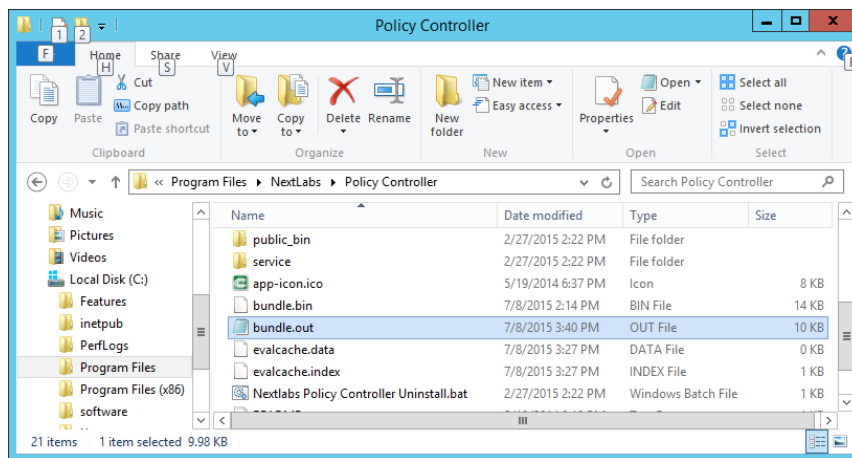 Policy Controller
1 2
F Home Share View
H S V
Copy
Paste
Cut
Copy path
Paste shortcut
Move to
Copy to
Delete
Rename
New folder
New item
Easy access
Properties
Open
Edit
Select all
Select none
Invert selection
Clipboard Organize New Open Select
« Program Files NextLabs Policy Controller
Search Policy Controller
Music
Pictures
Videos
Local Disk (C:)
Features
inetpub
PerfLogs
Program Files
Program Files (x86)
software
Name Date modified Type Size
public_bin 2/27/2015 2:22 PM File folder
service 2/27/2015 2:22 PM File folder
app-icon.ico 5/19/2014 6:37 PM Icon 8 KB
bundle.bin 7/8/2015 2:14 PM BIN File 14 KB
bundle.out 7/8/2015 3:40 PM OUT File 10 KB
evalcache.data 7/8/2015 3:27 PM DATA File 0 KB
evalcache.index 7/8/2015 3:27 PM INDEX File 1 KB
Nextlabs Policy Controller Uninstall.bat 2/27/2015 2:22 PM Windows Batch File 1 KB
21 items 1 item selected 9.98 KB